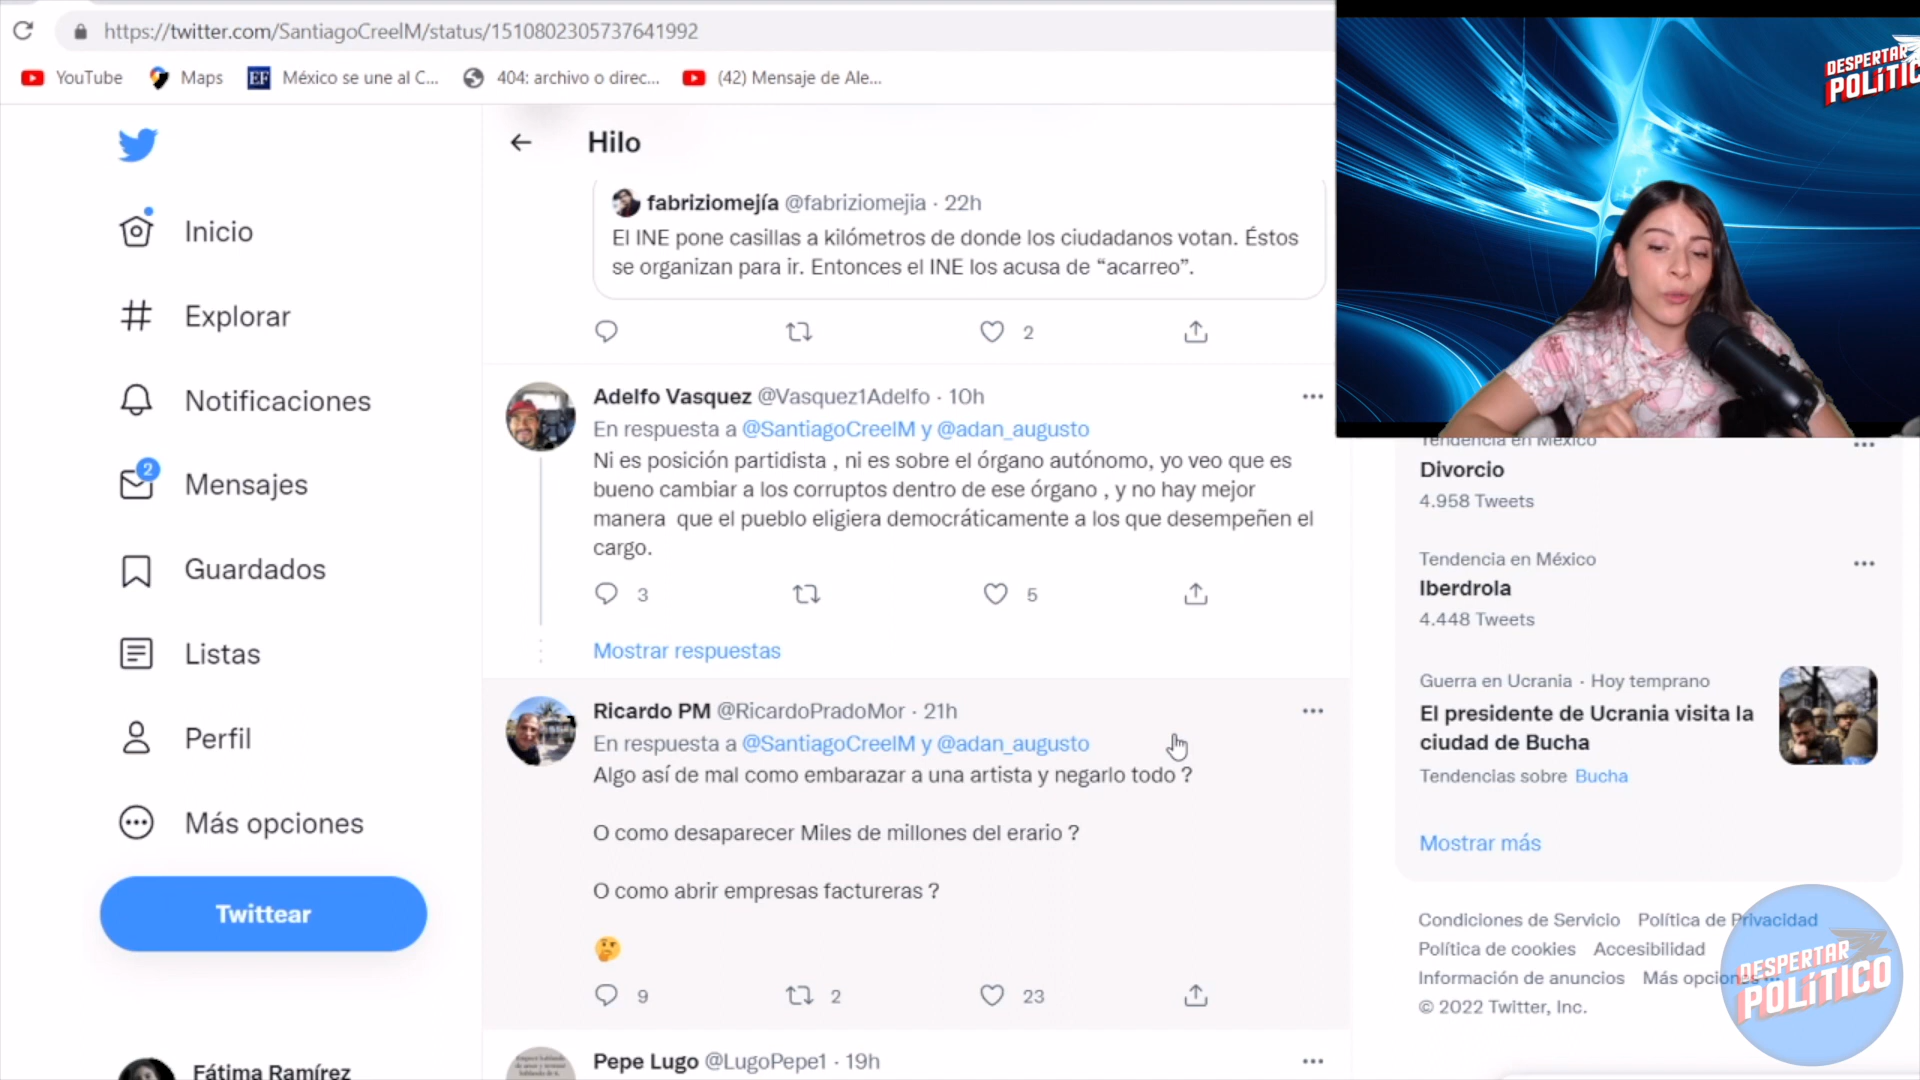 https://twitter.com/SantiagoCreelM/status/1510802305737641992
YouTube
Maps
EF
México se une al C...
404: archivo o direc...
(42) Mensaje de Ale...
DESPERTAR
Hilo
Inicio
Explorar
Notificaciones
2
Mensajes
Guardados
Listas
Perfil
Más opciones
Twittear
Fátima Ramírez
fabriziomejía @fabriziomejia · 22h
El INE pone casillas a kilómetros de donde los ciudadanos votan. Éstos
se organizan para ir. Entonces el INE los acusa de “acarreo”.
2
Adelfo Vasquez @Vasquez1Adelfo · 10h
En respuesta a @SantiagoCreelM y @adan_augusto
Ni es posición partidista , ni es sobre el órgano autónomo, yo veo que es
bueno cambiar a los corruptos dentro de ese órgano , y no hay mejor
manera que el pueblo eligiera democráticamente a los que desempeñen el
cargo.
3
5
Mostrar respuestas
Ricardo PM @RicardoPradoMor · 21h
En respuesta a @SantiagoCreelM y @adan_augusto
Algo así de mal como embarazar a una artista y negarlo todo ?
O como desaparecer Miles de millones del erario ?
O como abrir empresas factureras ?
9
2
23
Pepe Lugo @LugoPepe1 · 19h
Tendencia en México
Divorcio
4.958 Tweets
Tendencia en México
Iberdrola
4.448 Tweets
Guerra en Ucrania · Hoy temprano
El presidente de Ucrania visita la
ciudad de Bucha
Tendencias sobre Bucha
Mostrar más
Condiciones de Servicio Política de Privacidad
Política de cookies Accesibilidad
Información de anuncios Más opciones
© 2022 Twitter, Inc.
DESPERTAR
POLÍTICO